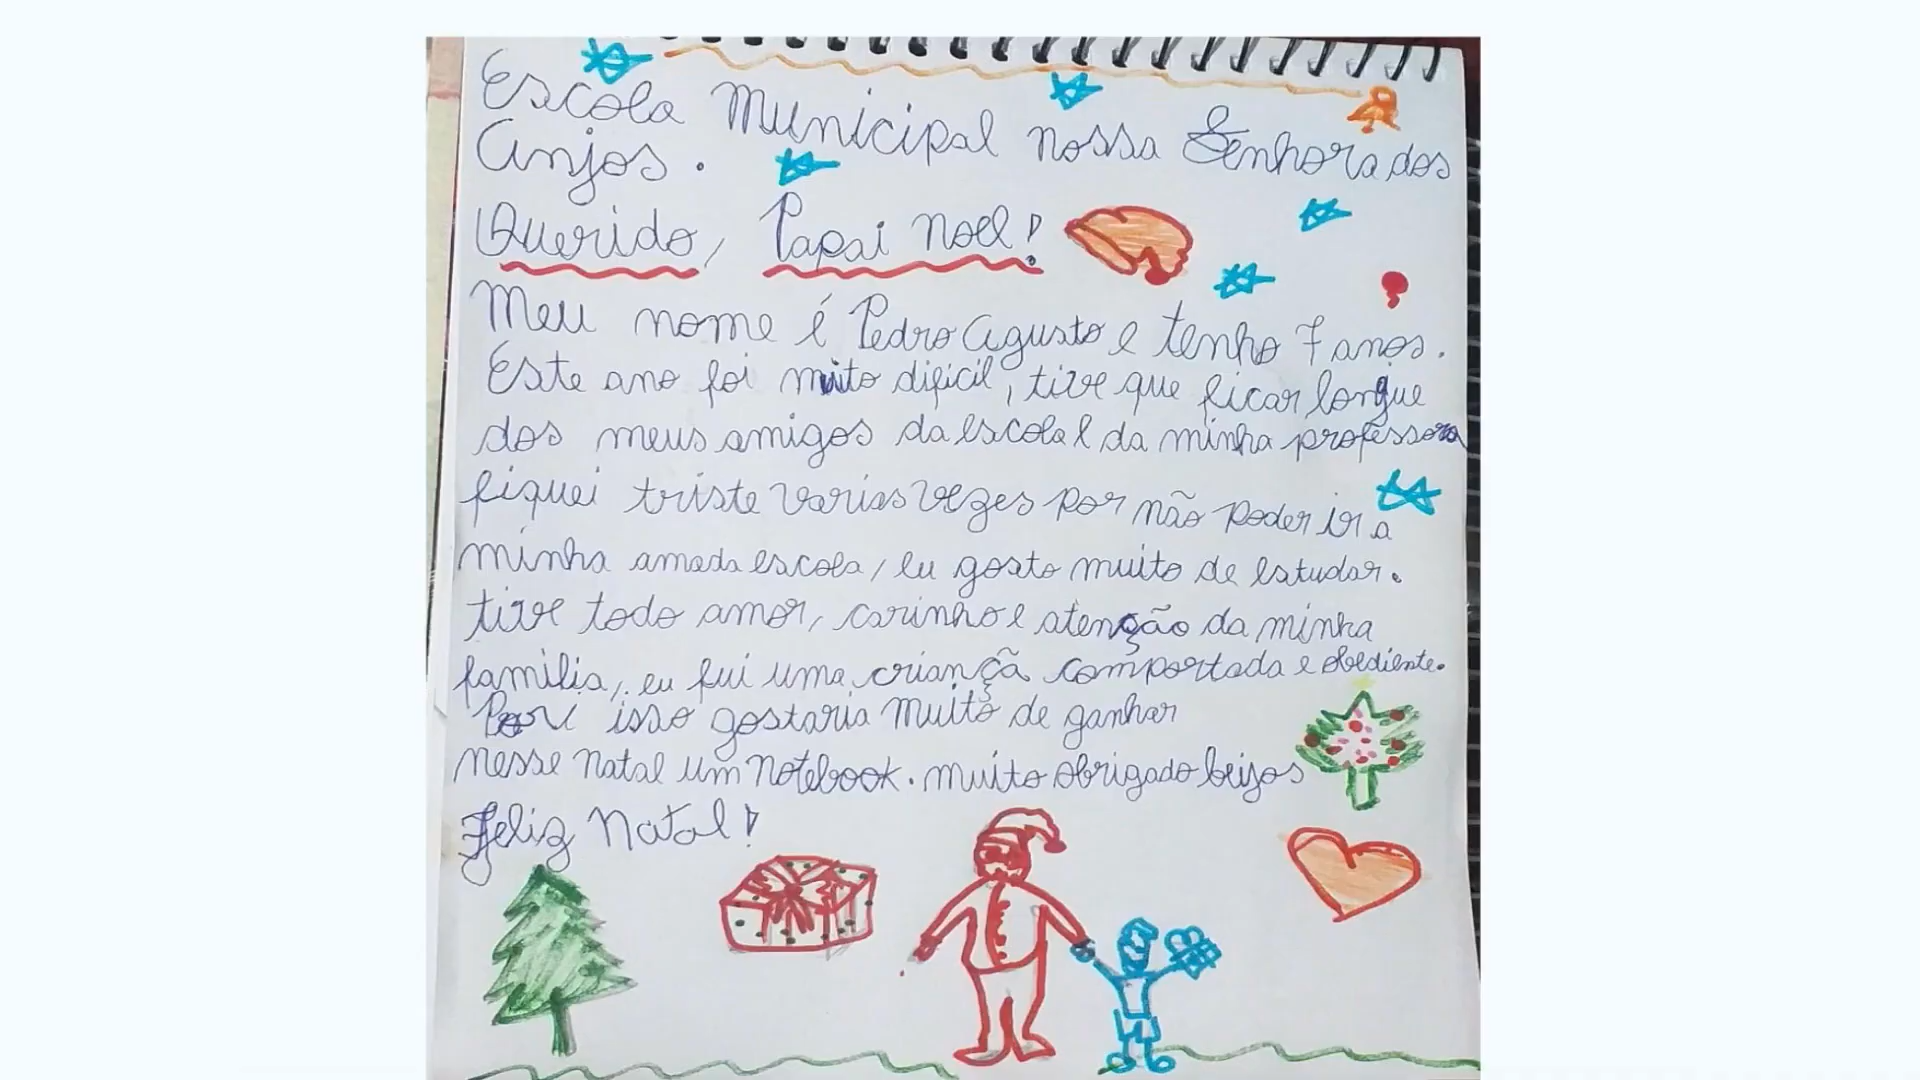 Escola Municipal nossa Senhora dos
Anjos.
Querido, Papai Noel!
Meu nome é Pedro Agusto e tenho 7 anos.
Este ano foi muito dificil, tive que ficar longue
dos meus amigos da escola e da minha professora
fiquei triste varias vezes por não poder ir a
minha amada escola, eu gosto muito de estudar.
tive todo amor, carinho e atenção da minha
familia, eu fui uma criançã comportada e obediente.
Por isso gostaria muito de ganhar
nesse natal um notebook. muito obrigado beijos
Feliz Natal!